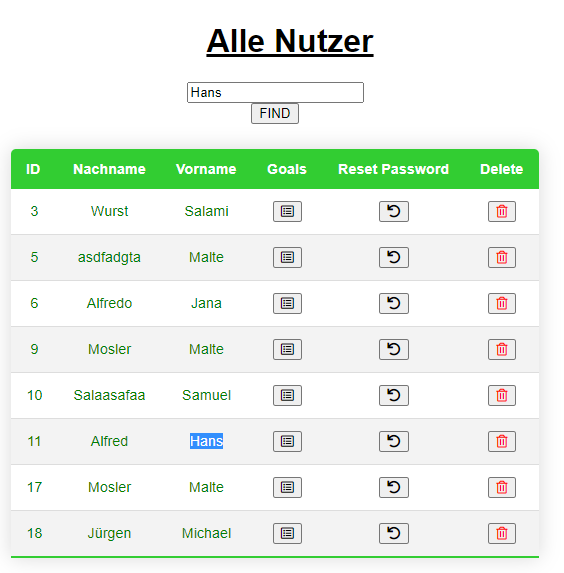 Alle Nutzer
Hans
FIND
ID Nachname Vorname Goals Reset Password Delete
3 Wurst Salami
5 asdfadgta Malte
6 Alfredo Jana
9 Mosler Malte
10 Salaasafaa Samuel
11 Alfred Hans
17 Mosler Malte
18 Jürgen Michael